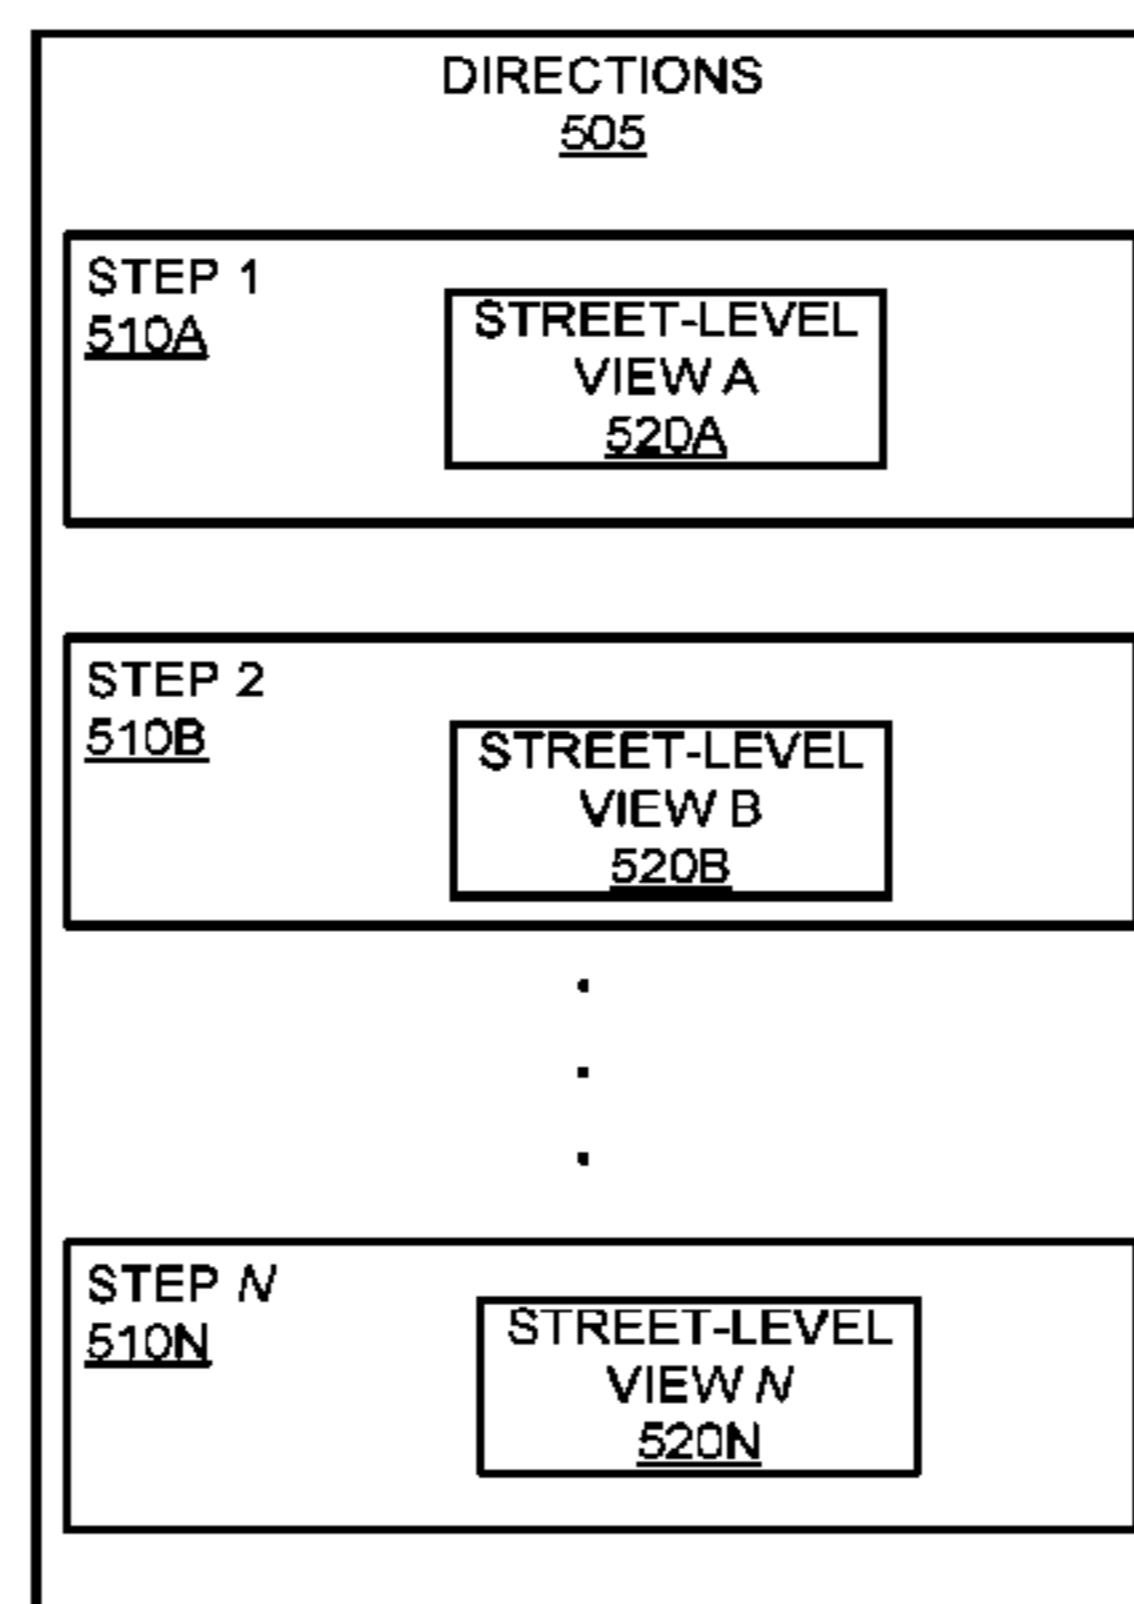 DIRECTIONS
505
STEP 1
510A
STREET-LEVEL
VIEW A
520A
STEP 2
510B
STREET-LEVEL
VIEW B
520B
STEP N
510N
STREET-LEVEL
VIEW N
520N